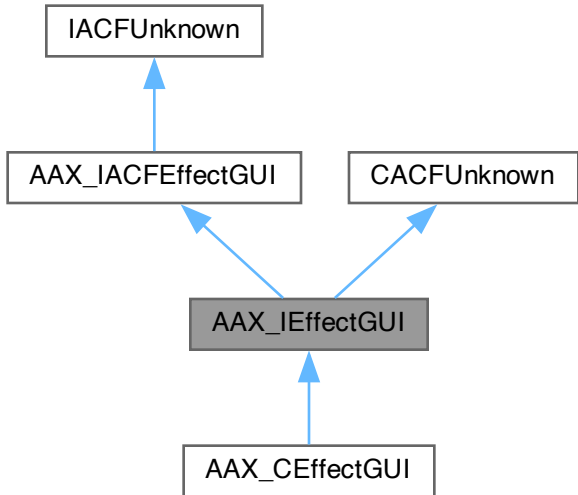 IACFUnknown
AAX_IACFEffectGUI
CACFUnknown
AAX_IEffectGUI
AAX_CEffectGUI